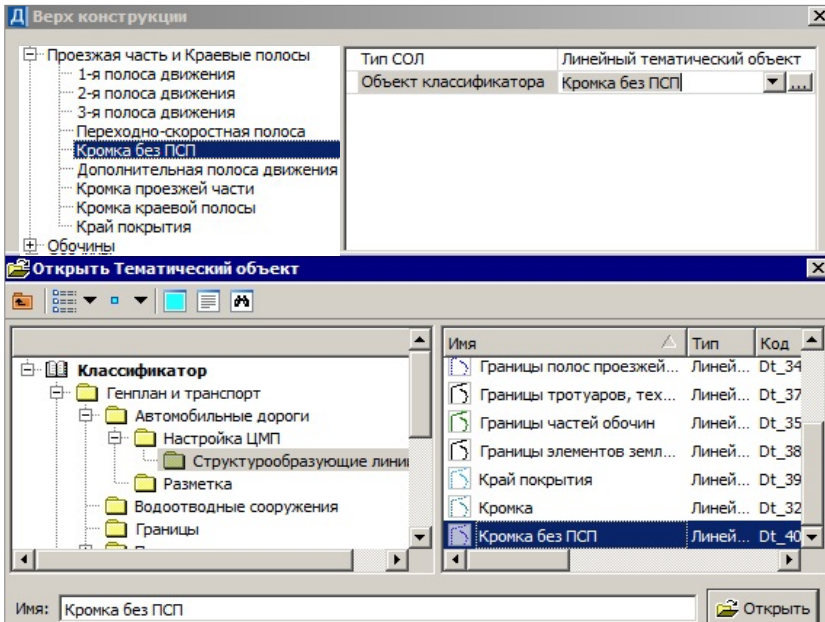 Верх конструкции
Проезжая часть и Краевые полосы
1-я полоса движения
2-я полоса движения
3-я полоса движения
Переходно-скоростная полоса
Кромка без ПСП
Дополнительная полоса движения
Кромка проезжей части
Кромка краевой полосы
Край покрытия
Обочины
Тип СОЛ Линейный тематический объект
Объект классификатора Кромка без ПСП
Открыть Тематический объект
Классификатор
Генплан и транспорт
Автомобильные дороги
Настройка ЦМП
Структурообразующие лини
Разметка
Водоотводные сооружения
Границы
Имя Тип Код
Границы полос проезжей... Линей... Dt_34
Границы тротуаров, тех... Линей... Dt_37
Границы частей обочин Линей... Dt_35
Границы элементов земл... Линей... Dt_38
Край покрытия Линей... Dt_39
Кромка Линей... Dt_32
Кромка без ПСП Линей... Dt_40
Имя: Кромка без ПСП Открыть